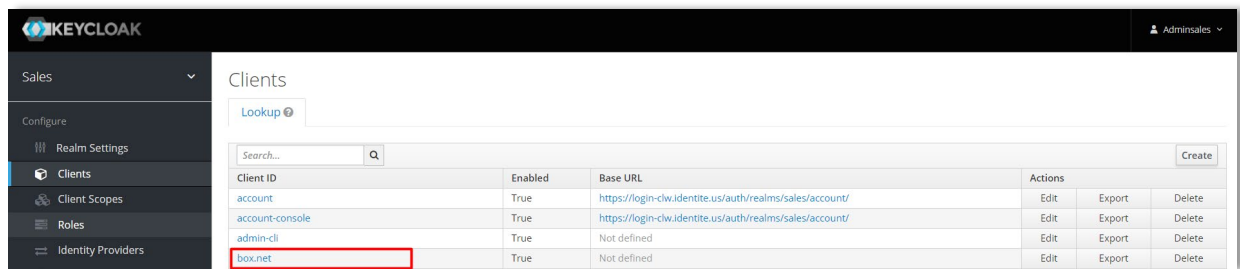 KEYCLOAK
Adminsales
Sales
Configure
Realm Settings
Clients
Client Scopes
Roles
Identity Providers
Clients
Lookup
Search...
Create
Client ID Enabled Base URL Actions
account True https://login-clw.identite.us/auth/realms/sales/account/ Edit Export Delete
account-console True https://login-clw.identite.us/auth/realms/sales/account/ Edit Export Delete
admin-cli True Not defined Edit Export Delete
box.net True Not defined Edit Export Delete